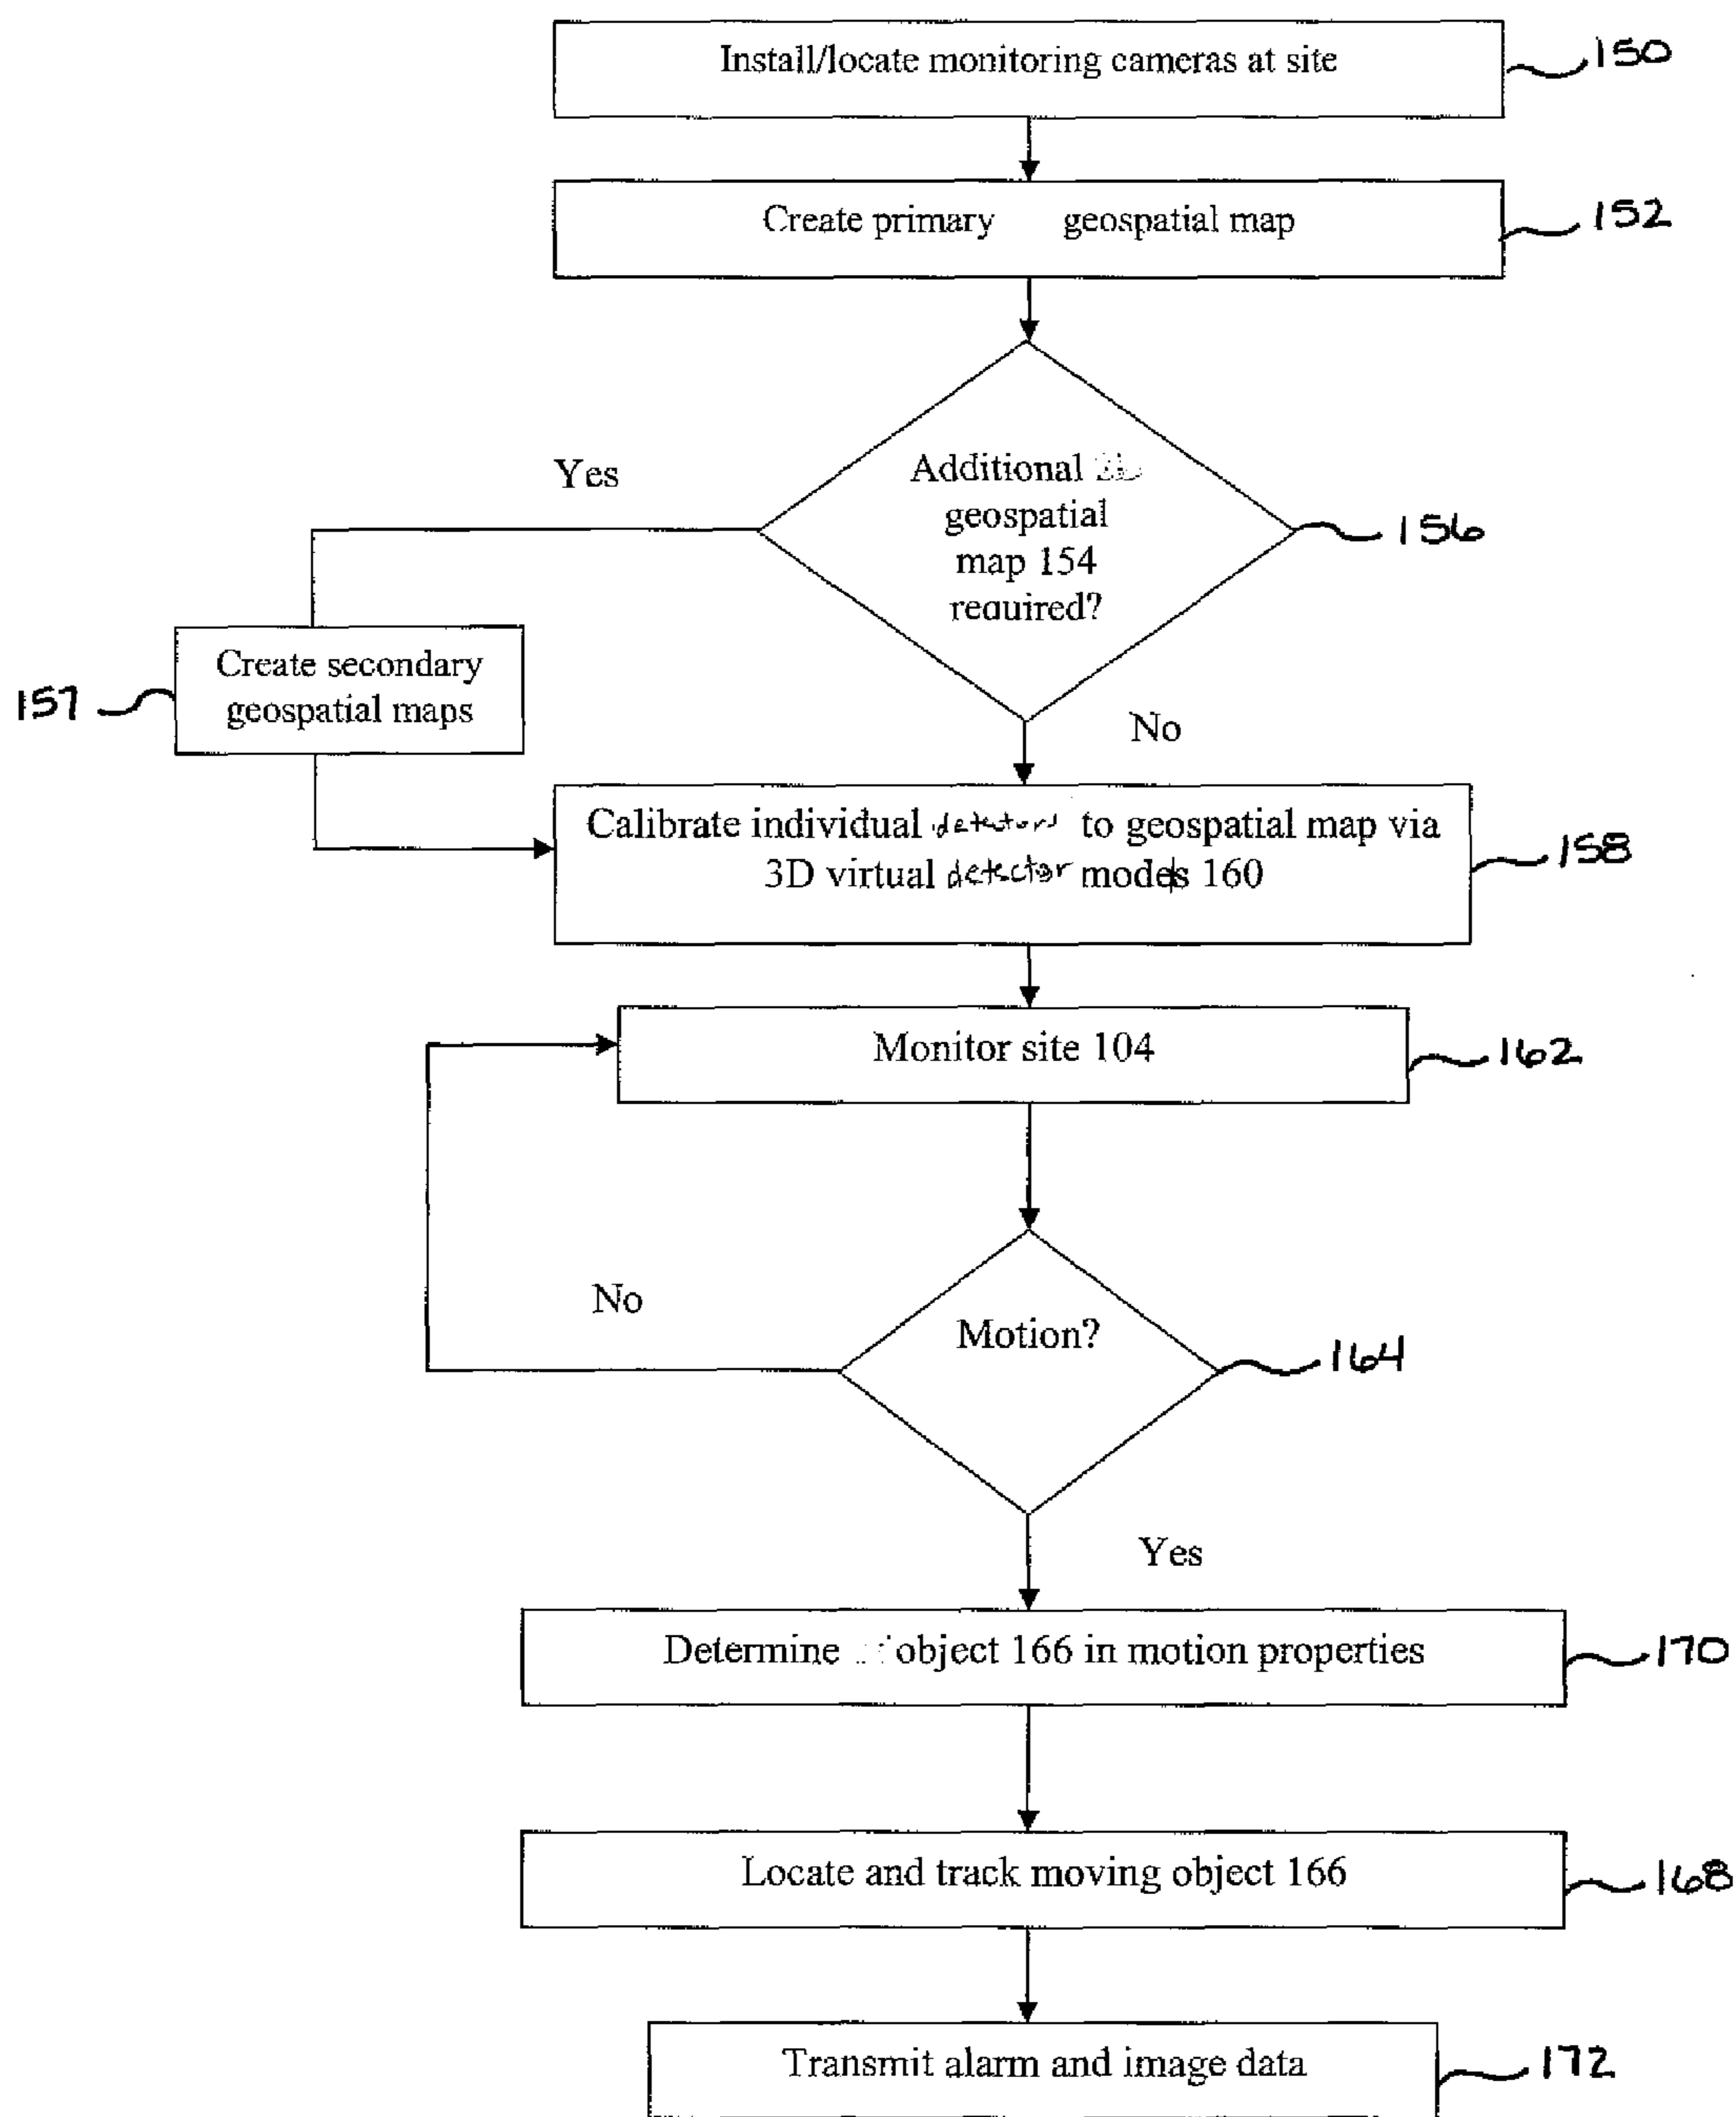 Install/locate monitoring cameras at site
150
Create primary geospatial map
152
Additional
geospatial
map 154
required?
Yes
156
Create secondary
geospatial maps
157
No
Calibrate individual detectors to geospatial map via
3D virtual detector modes 160
158
Monitor site 104
162
No
Motion?
164
Yes
Determine object 166 in motion properties
170
Locate and track moving object 166
168
Transmit alarm and image data
172